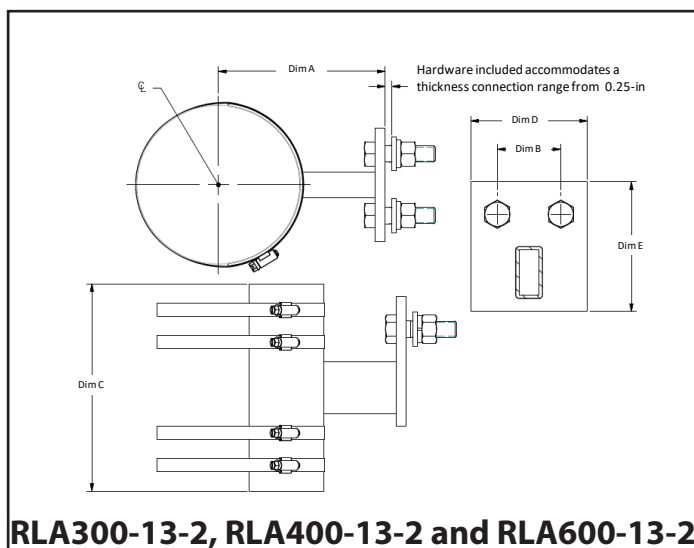 Dim A
Hardware included accommodates a
thickness connection range from 0.25-in
℄
Dim D
Dim B
Dim E
Dim C
RLA300-13-2, RLA400-13-2 and RLA600-13-2